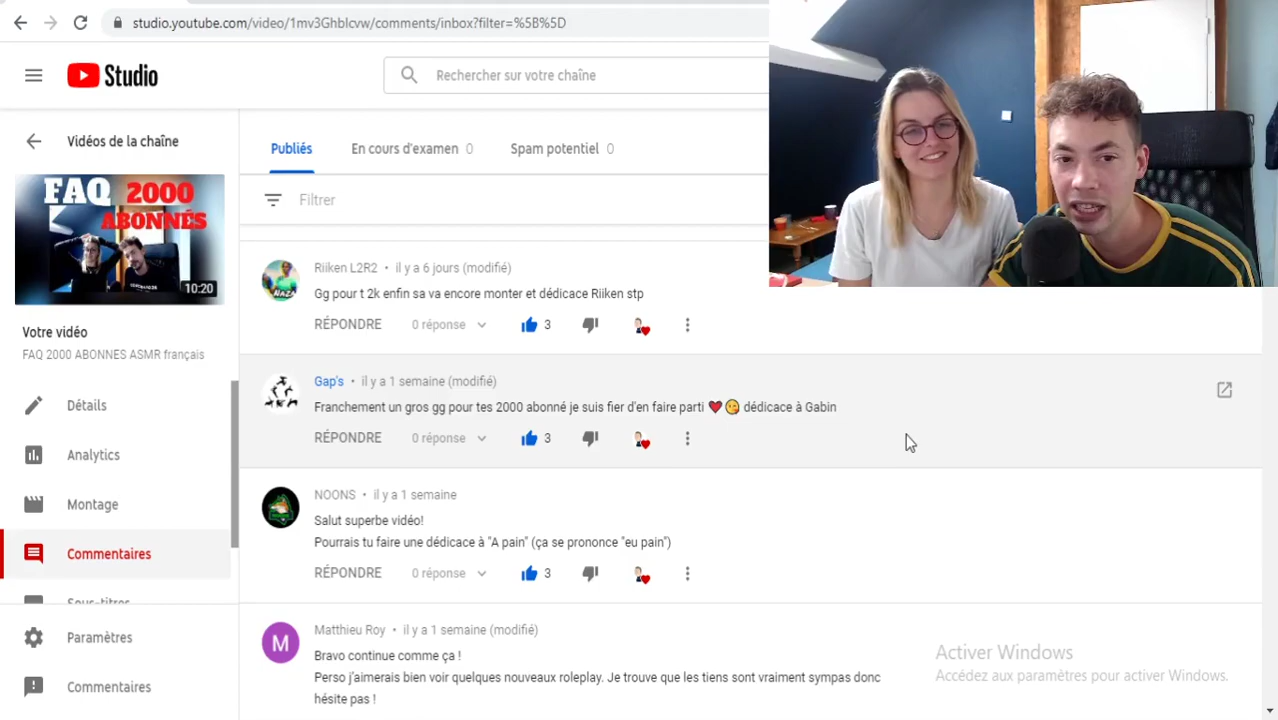 studio.youtube.com/video/1mv3Ghblcvw/comments/inbox?filter=%5B%5D
Studio
Rechercher sur votre chaîne
Vidéos de la chaîne
Publiés
En cours d'examen 0
Spam potentiel 0
Filtrer
FAQ 2000
ABONNÉS
10:20
Votre vidéo
FAQ 2000 ABONNES ASMR français
Détails
Analytics
Montage
Commentaires
Sous-titres
Paramètres
Commentaires
NAZA
Riiken L2R2 • il y a 6 jours (modifié)
Gg pour t 2k enfin sa va encore monter et dédicace Riiken stp
RÉPONDRE 0 réponse 3
Gap's • il y a 1 semaine (modifié)
Franchement un gros gg pour tes 2000 abonné je suis fier d'en faire parti ❤️😘 dédicace à Gabin
RÉPONDRE 0 réponse 3
NOONS • il y a 1 semaine
Salut superbe vidéo!
Pourrais tu faire une dédicace à "A pain" (ça se prononce "eu pain")
RÉPONDRE 0 réponse 3
M
Matthieu Roy • il y a 1 semaine (modifié)
Bravo continue comme ça !
Perso j'aimerais bien voir quelques nouveaux roleplay. Je trouve que les tiens sont vraiment sympas donc
hésite pas !
Activer Windows
Accédez aux paramètres pour activer Windows.